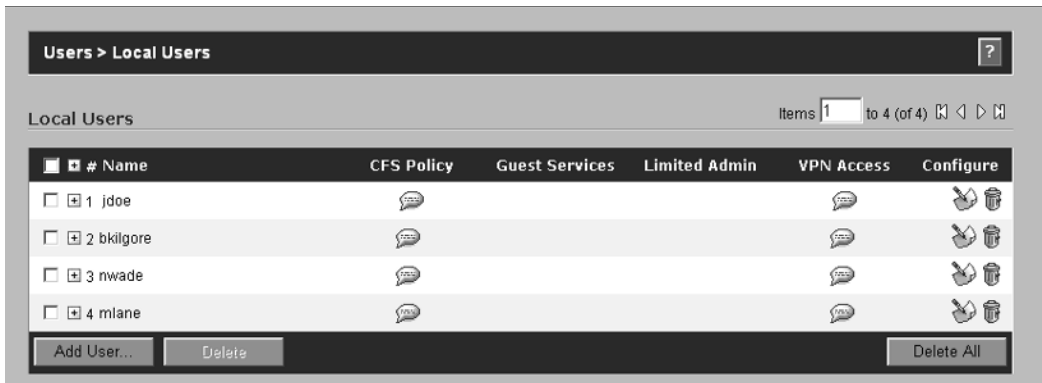 Users > Local Users ?
Local Users Items 1 to 4 (of 4)
# Name CFS Policy Guest Services Limited Admin VPN Access Configure
1 jdoe
2 bkilgore
3 nwade
4 mlane
Add User... Delete Delete All